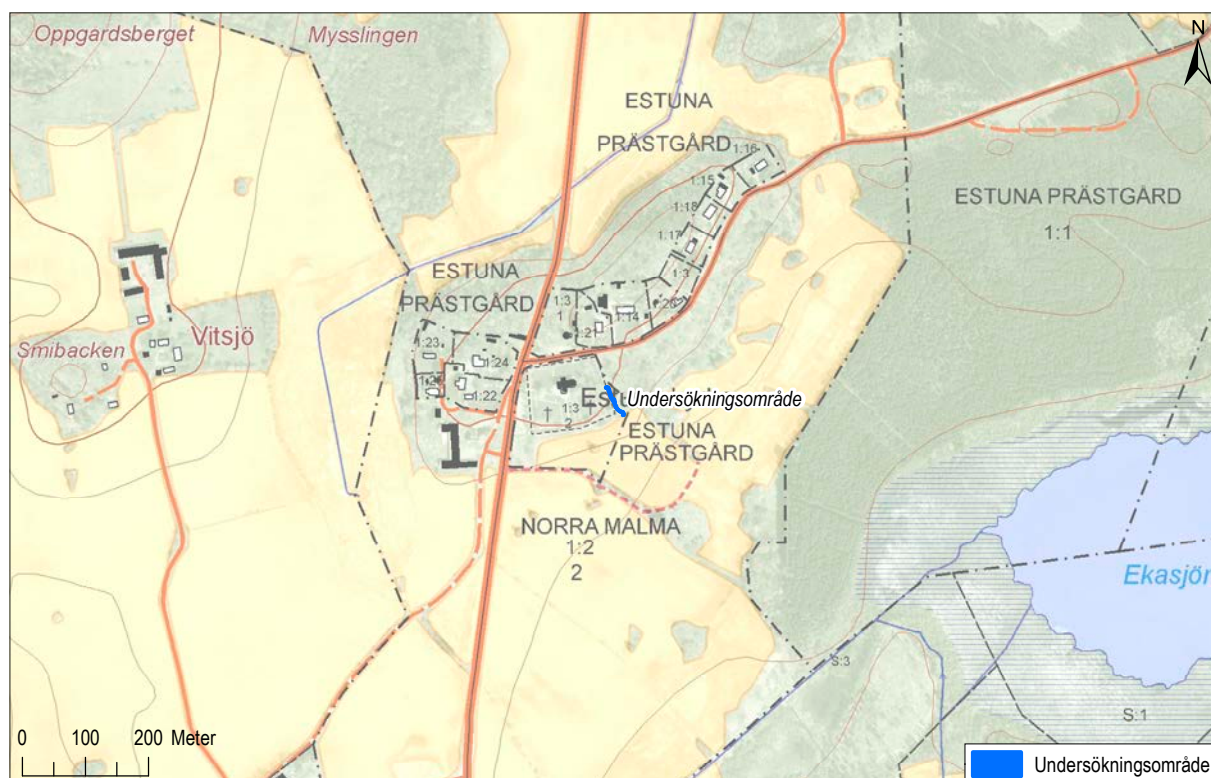 Oppgardsberget
Mysslingen
N
ESTUNA
PRÄSTGÅRD
1:16
1:15
1:18
1:17
ESTUNA PRÄSTGÅRD
1:1
ESTUNA
PRÄSTGÅRD
1:3
1
1:14
1:21
Smibacken
Vitsjö
1:23
1:24
1:22
1:3
2
Undersökningsområde
ESTUNA
PRÄSTGÅRD
NORRA MALMA
1:2
2
Ekasjön
S:3
S:1
0 100 200 Meter
Undersökningsområde